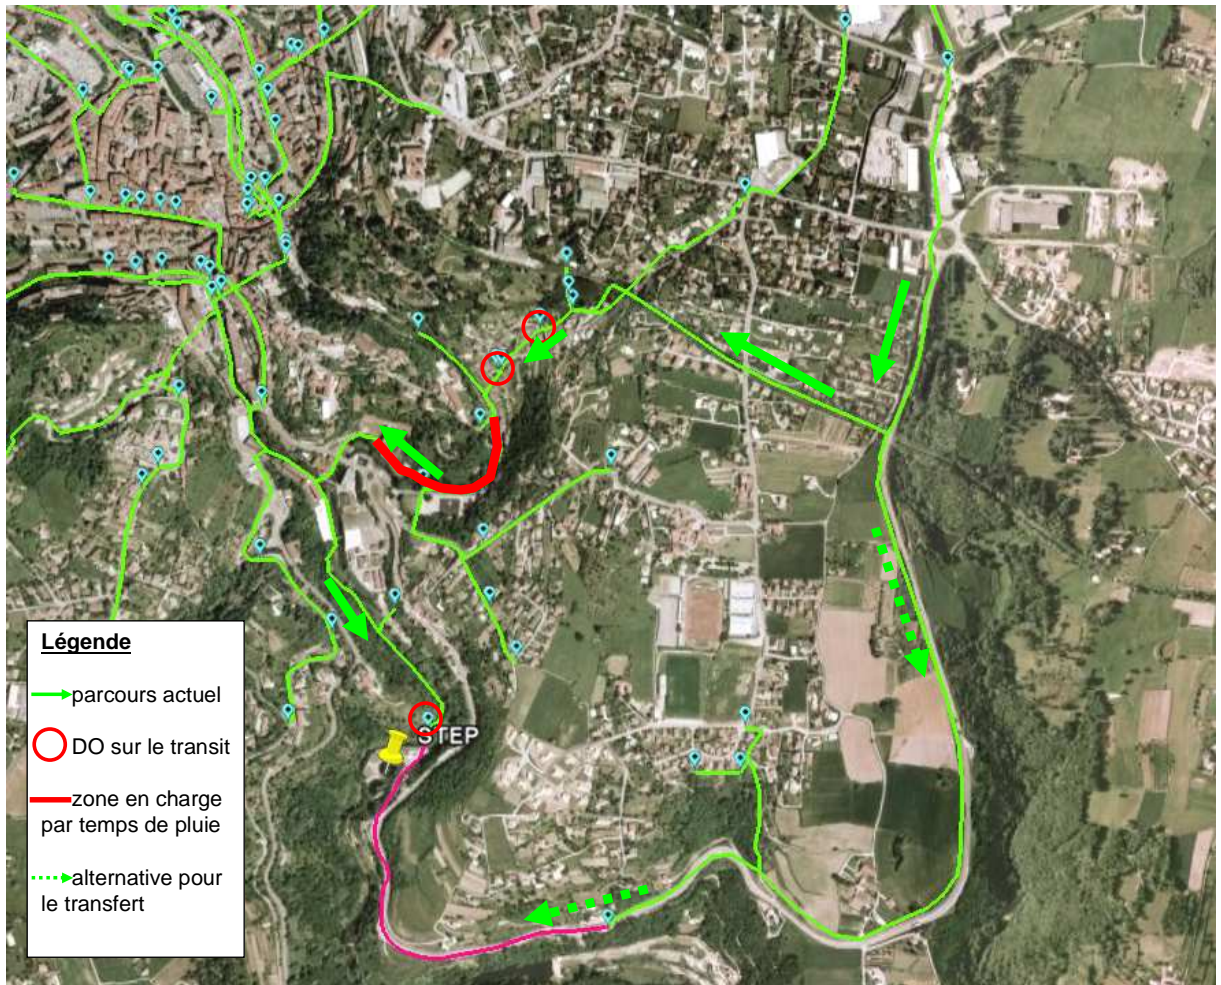 STEP
Légende
parcours actuel
DO sur le transit
zone en charge
par temps de pluie
alternative pour
le transfert